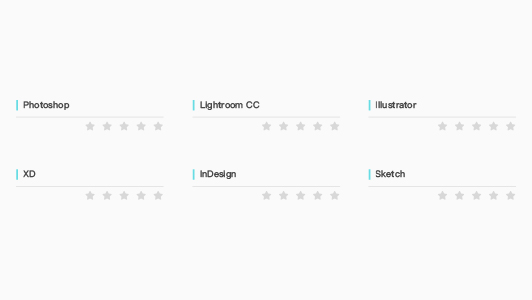 Photoshop
Lightroom CC
Illustrator
XD
InDesign
Sketch